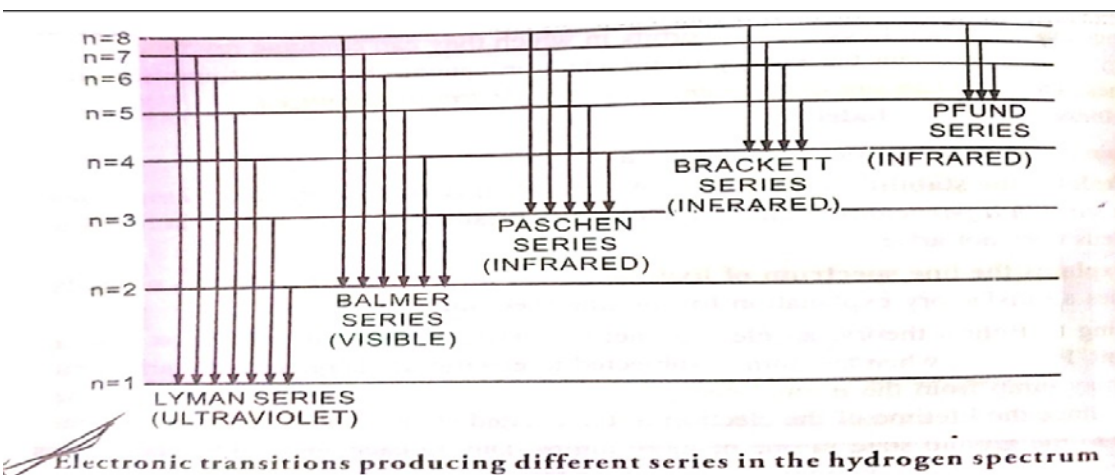 n=8
n=7
n=6
n=5
n=4
n=3
n=2
n=1
LYMAN SERIES
(ULTRAVIOLET)
BALMER
SERIES
(VISIBLE)
PASCHEN
SERIES
(INFRARED)
BRACKETT
SERIES
(INFRARED)
PFUND
SERIES
(INFRARED)
Electronic transitions producing different series in the hydrogen spectrum